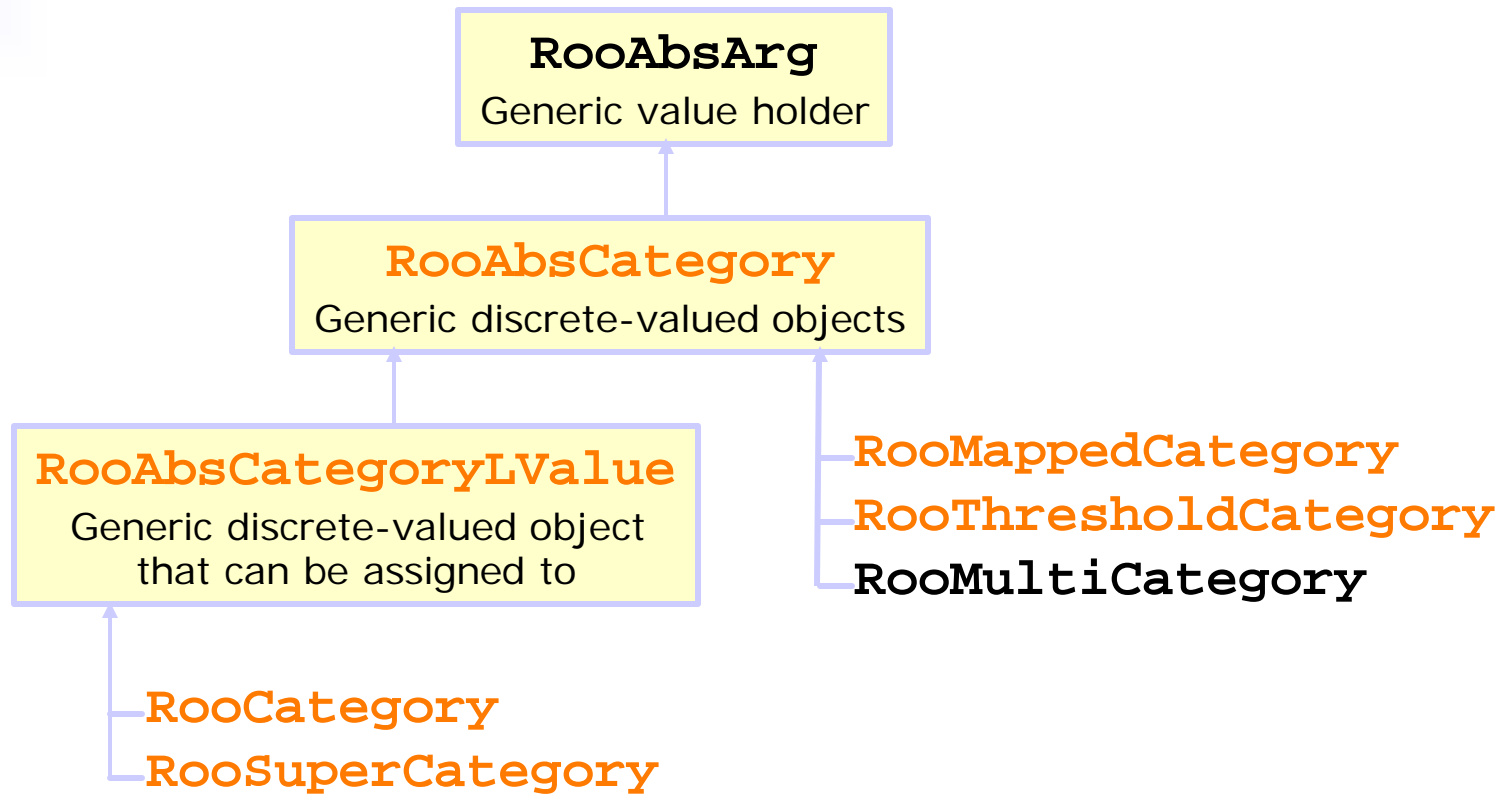 RooAbsArg
Generic value holder
RooAbsCategory
Generic discrete-valued objects
RooAbsCategoryLValue
Generic discrete-valued object
that can be assigned to
RooMappedCategory
RooThresholdCategory
RooMultiCategory
RooCategory
RooSuperCategory